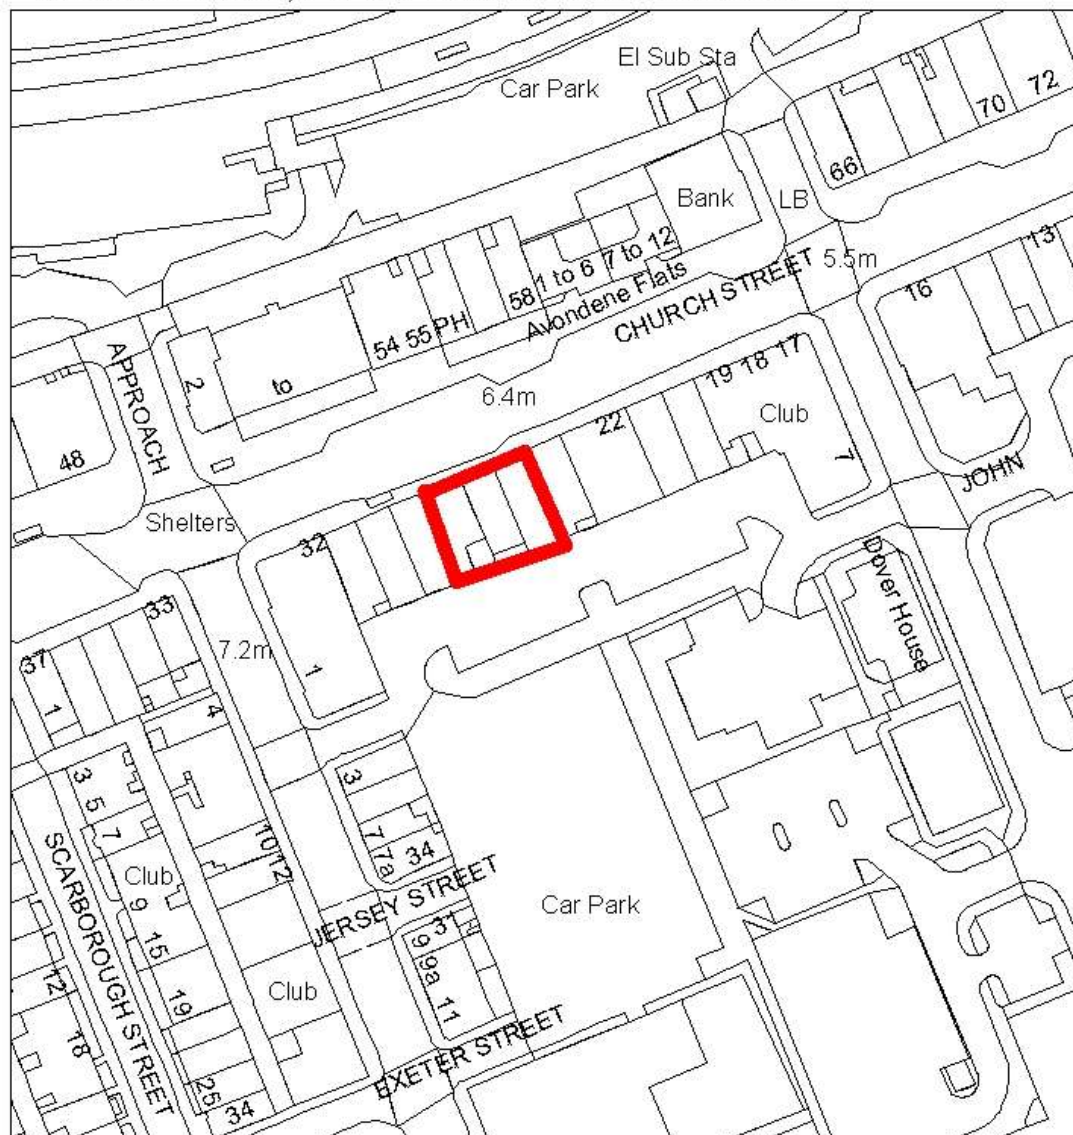 El Sub Sta
Car Park
72
70
66
Bank
LB
13
1 to 6
7 to 12
5.5m
Avondene Flats
CHURCH STREET
16
58
54 55 PH
APPROACH
2
to
6.4m
19 18 17
22
Club
7
48
JOHN
Shelters
32
Dover House
33
37
7.2m
1
1
4
3
3
5
7
10
12
7
7a
34
SCARBOROUGH STREET
Club
JERSEY STREET
Car Park
9
15
31
9
9a
12
19
Club
11
18
EXETER STREET
25
34